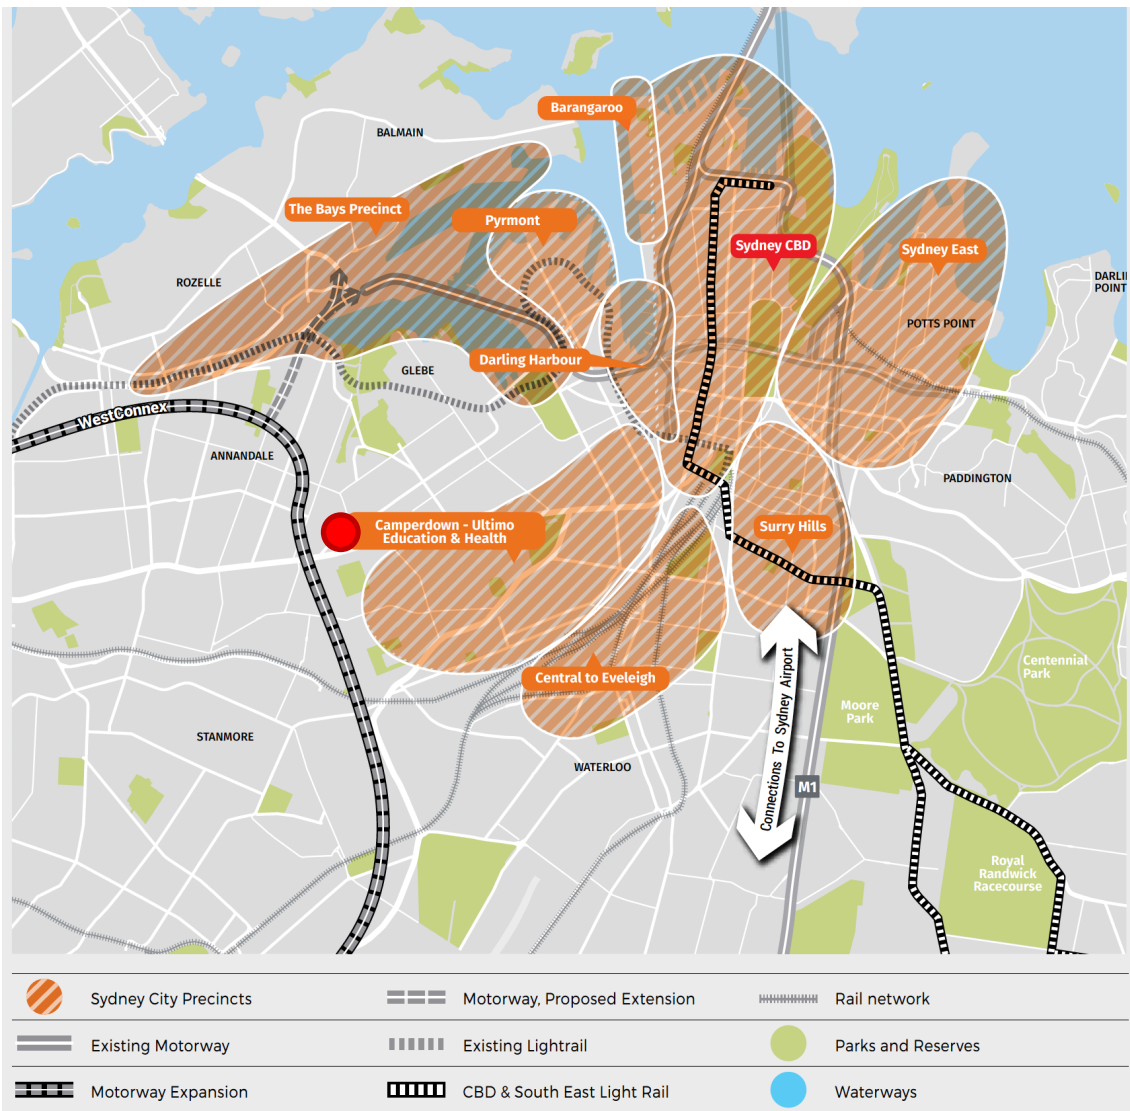 Barangaroo
BALMAIN
The Bays Precinct
Pyrmont
Sydney CBD
Sydney East
ROZELLE
DARLI
POINT
POTTS POINT
Darling Harbour
GLEBE
WestConnex
ANNANDALE
PADDINGTON
Camperdown - Ultimo
Education & Health
Surry Hills
Central to Eveleigh
Connections To Sydney Airport
Centennial
Park
Moore
Park
STANMORE
WATERLOO
M1
Royal
Randwick
Racecourse
Sydney City Precincts
Motorway, Proposed Extension
Rail network
Existing Motorway
Existing Lightrail
Parks and Reserves
Motorway Expansion
CBD & South East Light Rail
Waterways